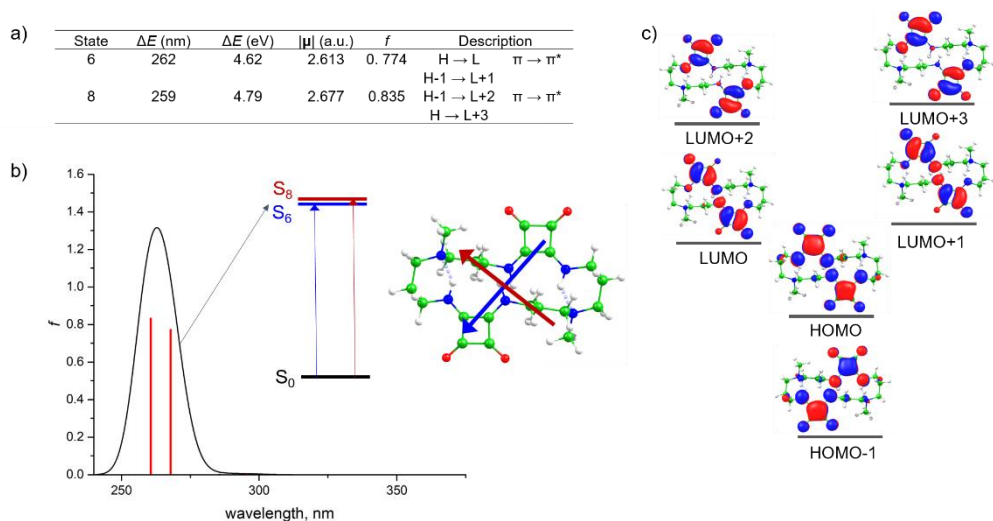 a)
State ΔE (nm) ΔE (eV) |μ| (a.u.) f Description
6 262 4.62 2.613 0. 774 H → L π → π*
H-1 → L+1
8 259 4.79 2.677 0.835 H-1 → L+2 π → π*
H → L+3
b)
1.6
1.4
1.2
1.0
0.8
0.6
0.4
0.2
0.0
f
250
300
350
wavelength, nm
S8
S6
S0
c)
LUMO+2
LUMO+3
LUMO
LUMO+1
HOMO
HOMO-1